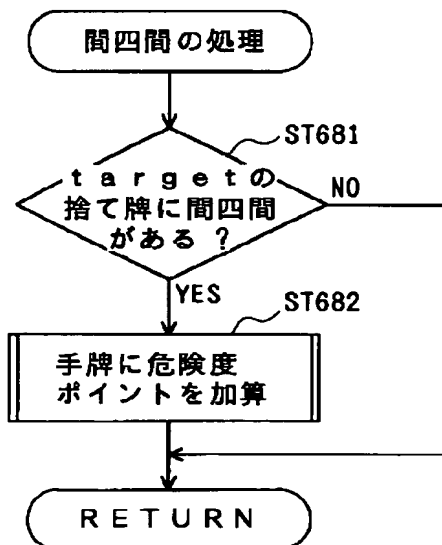 間四間の処理
ST681
targetの
捨て牌に間四間
がある?
NO
YES
ST682
手牌に危険度
ポイントを加算
RETURN